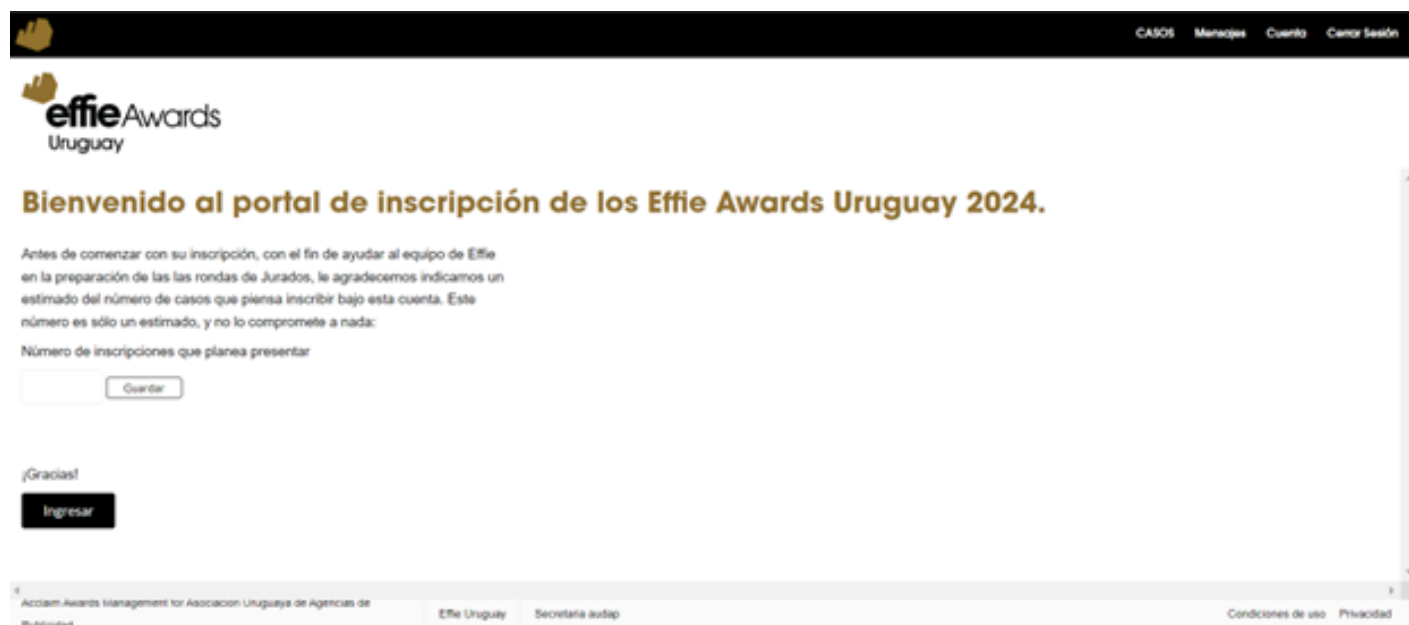 CASOS Mensajes Cuenta Cerrar Sesión
effie Awards
Uruguay
Bienvenido al portal de inscripción de los Effie Awards Uruguay 2024.
Antes de comenzar con su inscripción, con el fin de ayudar al equipo de Effie
en la preparación de las las rondas de Jurados, le agradecemos indicarnos un
estimado del número de casos que piensa inscribir bajo esta cuenta. Este
número es sólo un estimado, y no lo compromete a nada:
Número de inscripciones que planea presentar
Guardar
¡Gracias!
Ingresar
Acclaim Awards Management for Asociación Uruguaya de Agencias de
Publicidad
Effie Uruguay Secretaria audap Condiciones de uso Privacidad